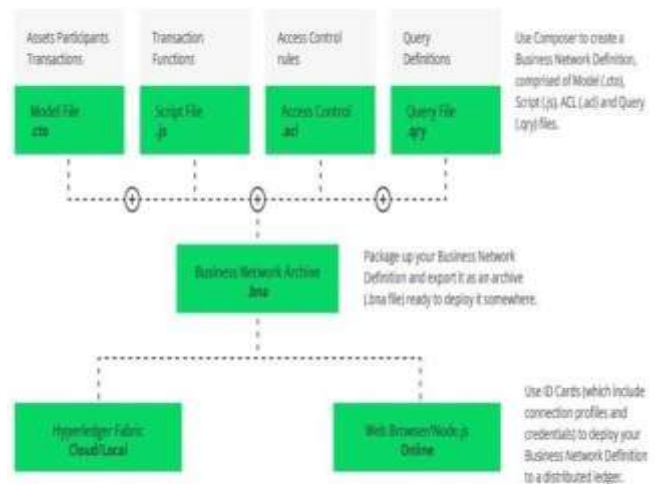 Assets Participants
Transactions
Transaction
Functions
Access Control
rules
Query
Definitions
Model File
.cto
Script File
.js
Access Control
.acl
Query File
.qry
Use Composer to create a
Business Network Definition,
comprised of Model (.cto),
Script (.js), ACL (.acl) and Query
(.qry) files.
Business Network Archive
.bna
Package up your Business Network
Definition and export it as an archive
(.bna file) ready to deploy it somewhere.
Hyperledger Fabric
Cloud/Local
Web Browser/Node.js
Online
Use ID Cards (which include
connection profiles and
credentials) to deploy your
Business Network Definition
to a distributed ledger.